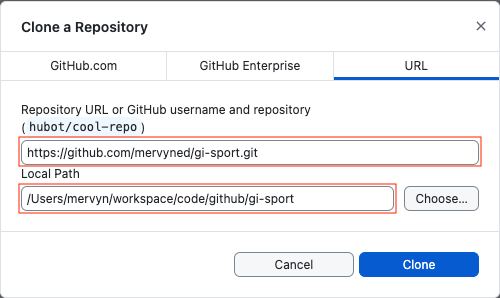 Clone a Repository
GitHub.com
GitHub Enterprise
URL
Repository URL or GitHub username and repository
(hubot/cool-repo)
https://github.com/mervyned/gi-sport.git
Local Path
/Users/mervyn/workspace/code/github/gi-sport
Choose...
Cancel
Clone